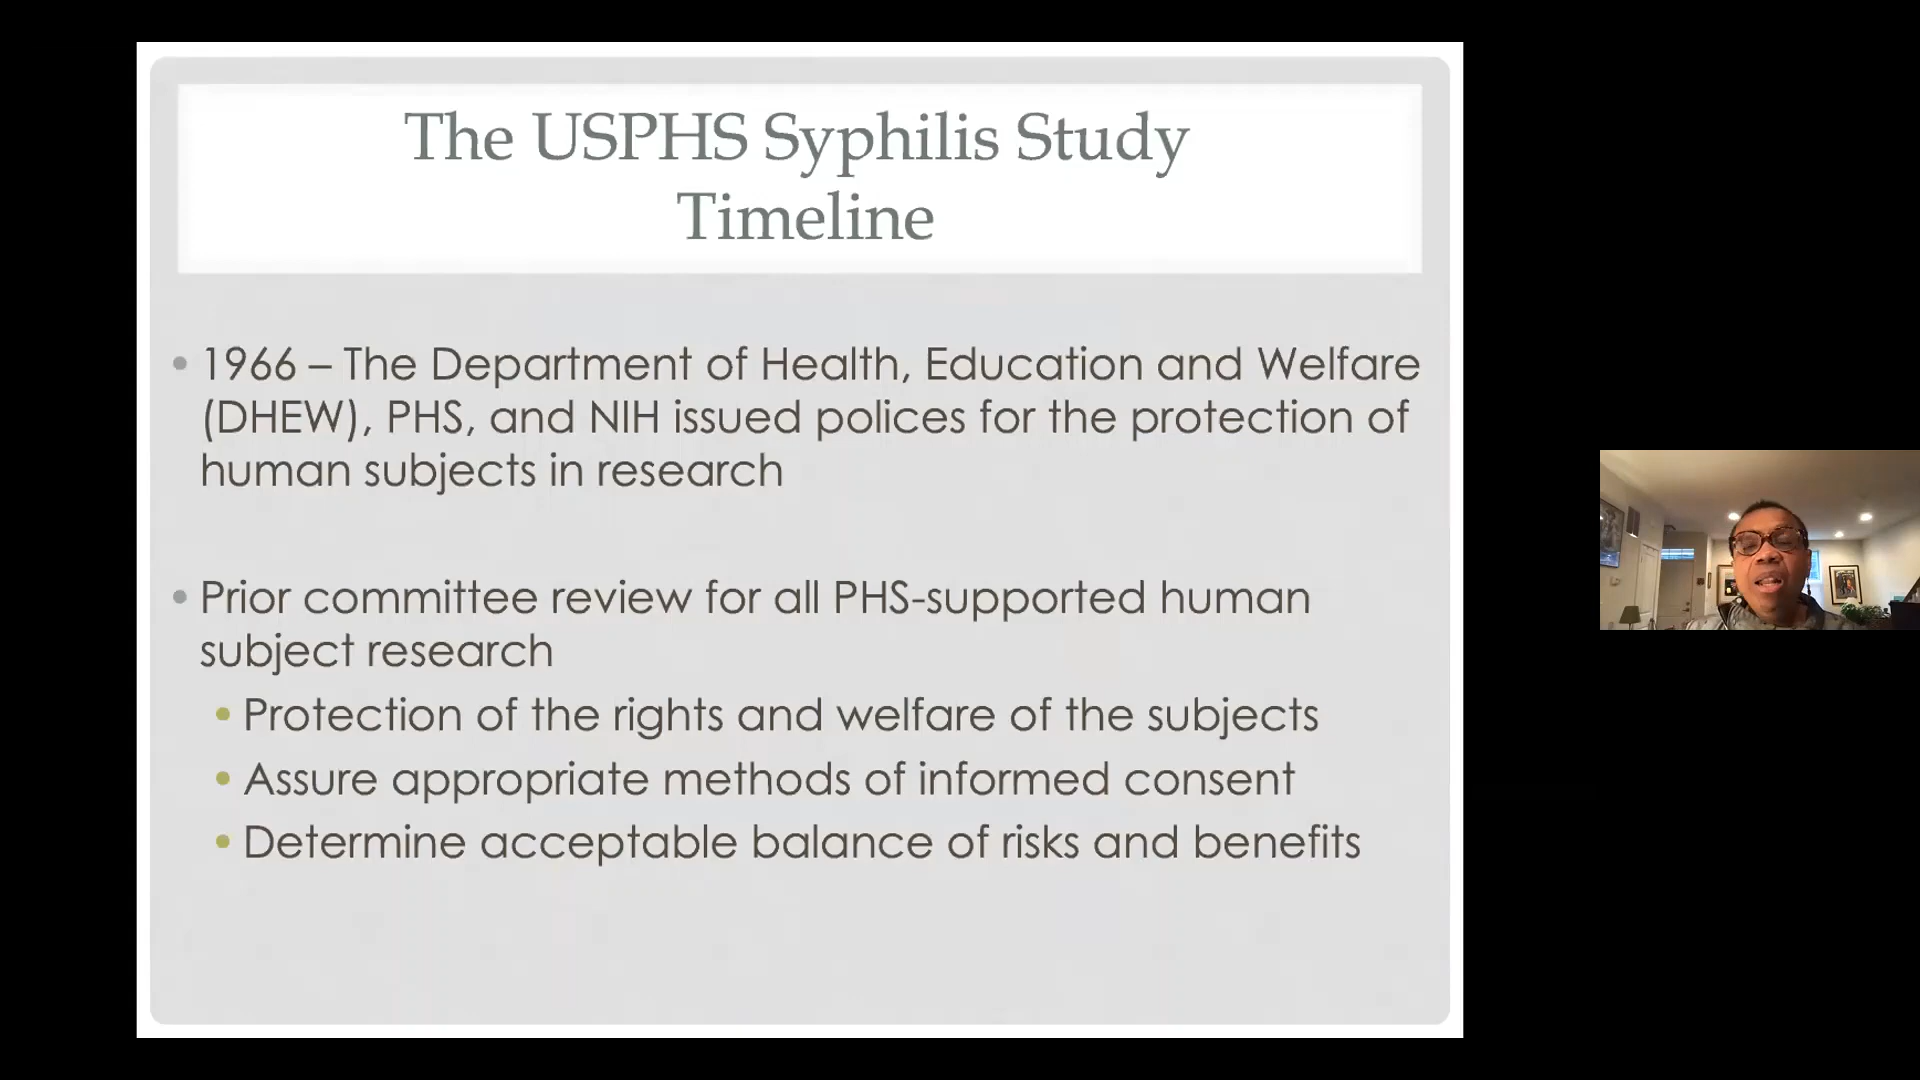 The USPHS Syphilis Study
Timeline
• 1966 – The Department of Health, Education and Welfare
(DHEW), PHS, and NIH issued polices for the protection of
human subjects in research
• Prior committee review for all PHS-supported human
subject research
• Protection of the rights and welfare of the subjects
• Assure appropriate methods of informed consent
• Determine acceptable balance of risks and benefits